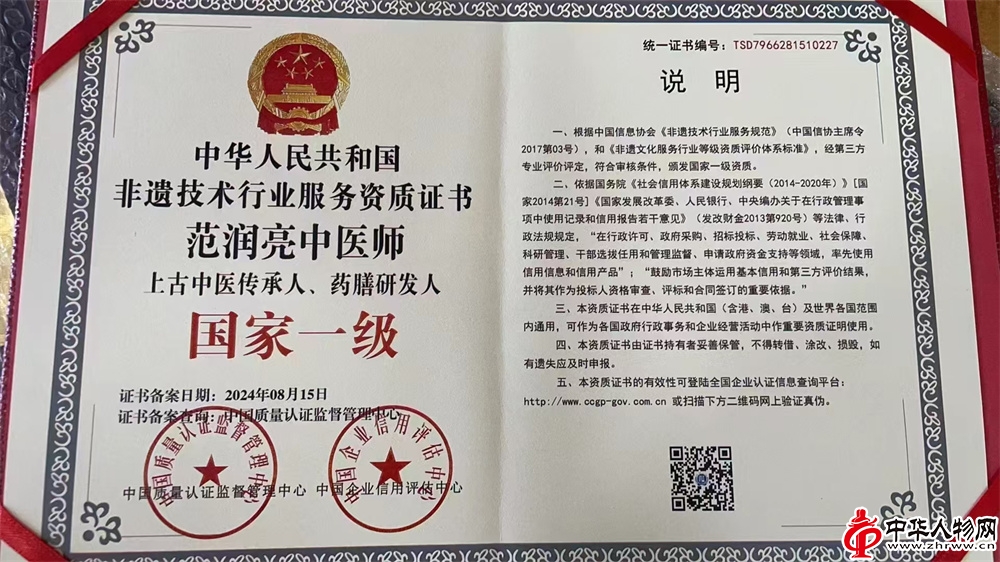 中华人民共和国
非遗技术行业服务资质证书
范润亮中医师
上古中医传承人、药膳研发人
国家一级
证书备案日期：2024年08月15日
证书备案查询：中国质量认证监督管理中心
中国质量认证监督管理中心
中国企业信用评估中心
中国质量认证监督管理中心 中国企业信用评估中心
统一证书编号：TSD7966281510227
说 明
一、根据中国信息协会《非遗技术行业服务规范》（中国信协主席令
2017第03号），和《非遗文化服务行业等级资质评价体系标准》，经第三方
专业评价评定，符合审核条件，颁发国家一级资质。
二、依据国务院《社会信用体系建设规划纲要（2014-2020年）》[国
家2014第21号]《国家发展改革委、人民银行、中央编办关于在行政管理事
项中使用记录和信用报告若干意见》（发改财金2013第920号）等法律、行
政法规规定，“在行政许可、政府采购、招标投标、劳动就业、社会保障、
科研管理、干部选拔任用和管理监督、申请政府资金支持等领域，率先使用
信用信息和信用产品”；“鼓励市场主体运用基本信用和第三方评价结果，
并将其作为投标人资格审查、评标和合同签订的重要依据。”
三、本资质证书在中华人民共和国（含港、澳、台）及世界各国范围
内通用，可作为各国政府行政事务和企业经营活动中作重要资质证明使用。
四、本资质证书由证书持有者妥善保管，不得转借、涂改、损毁，如
有遗失应及时申报。
五、本资质证书的有效性可登陆全国企业认证信息查询平台：
http://www.ccgp-gov.com.cn 或扫描下方二维码网上验证真伪。
中华人物网
www.zhrww.cn